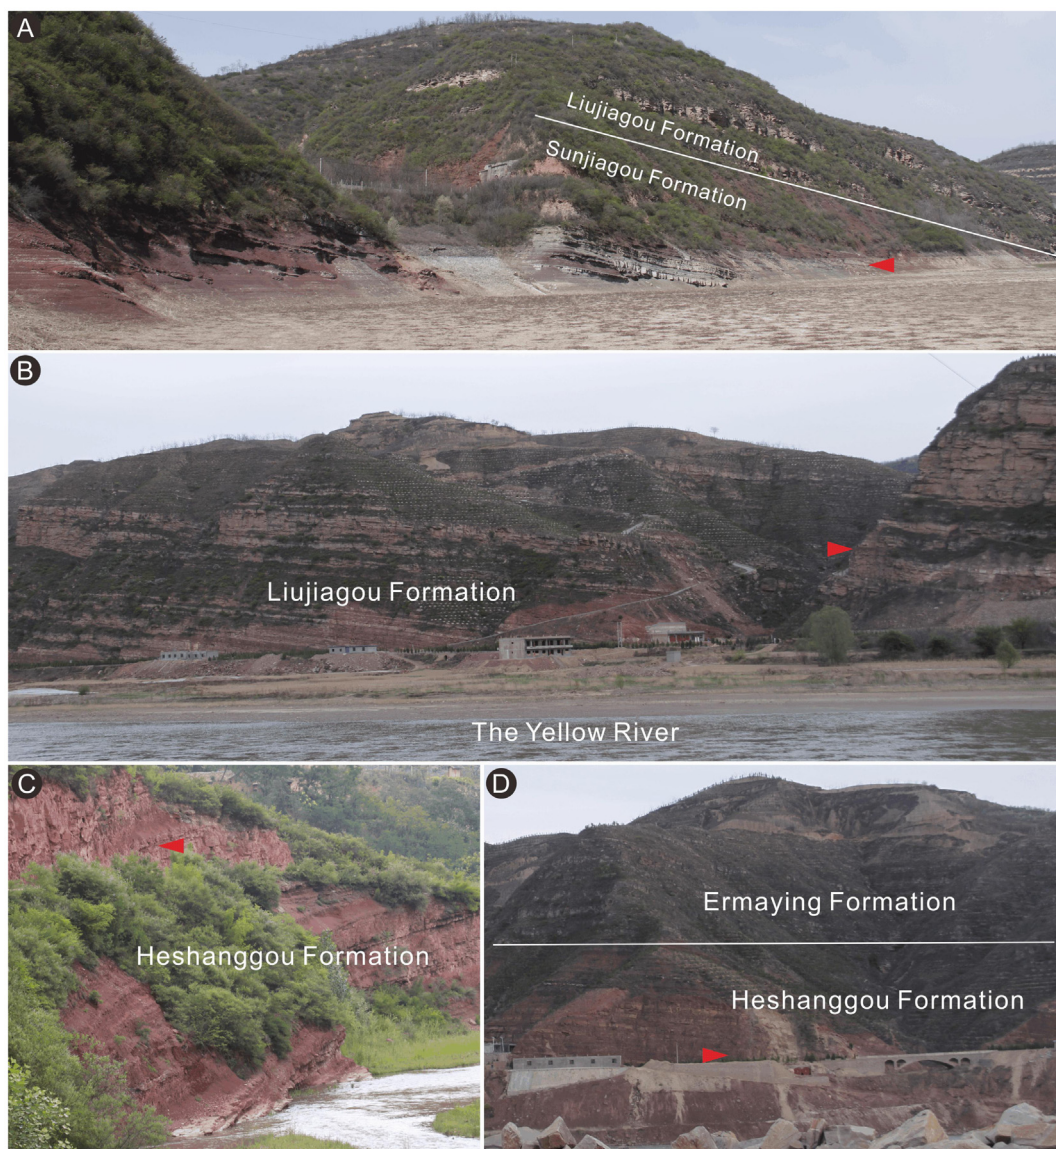 A
Liujiagou Formation
Sunjiagou Formation
B
Liujiagou Formation
The Yellow River
C
Heshanggou Formation
D
Ermaying Formation
Heshanggou Formation